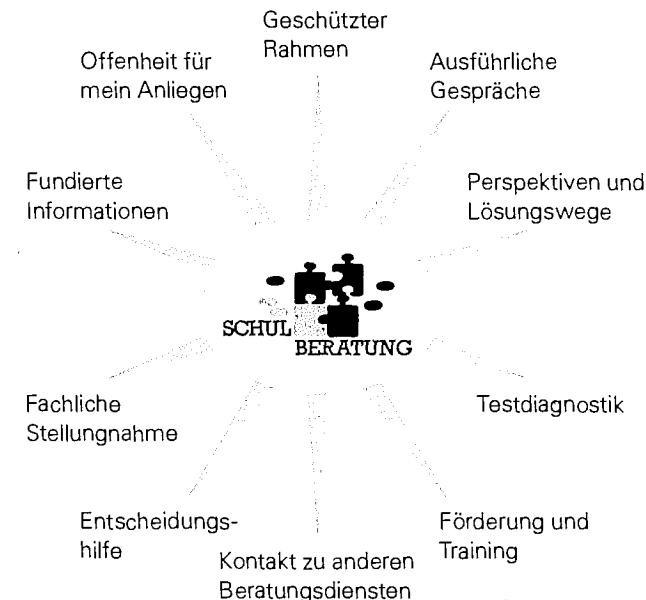 Geschützter
Rahmen
Offenheit für
mein Anliegen
Ausführliche
Gespräche
Fundierte
Informationen
Perspektiven und
Lösungswege
SCHUL
BERATUNG
Fachliche
Stellungnahme
Testdiagnostik
Entscheidungs-
hilfe
Förderung und
Training
Kontakt zu anderen
Beratungsdiensten